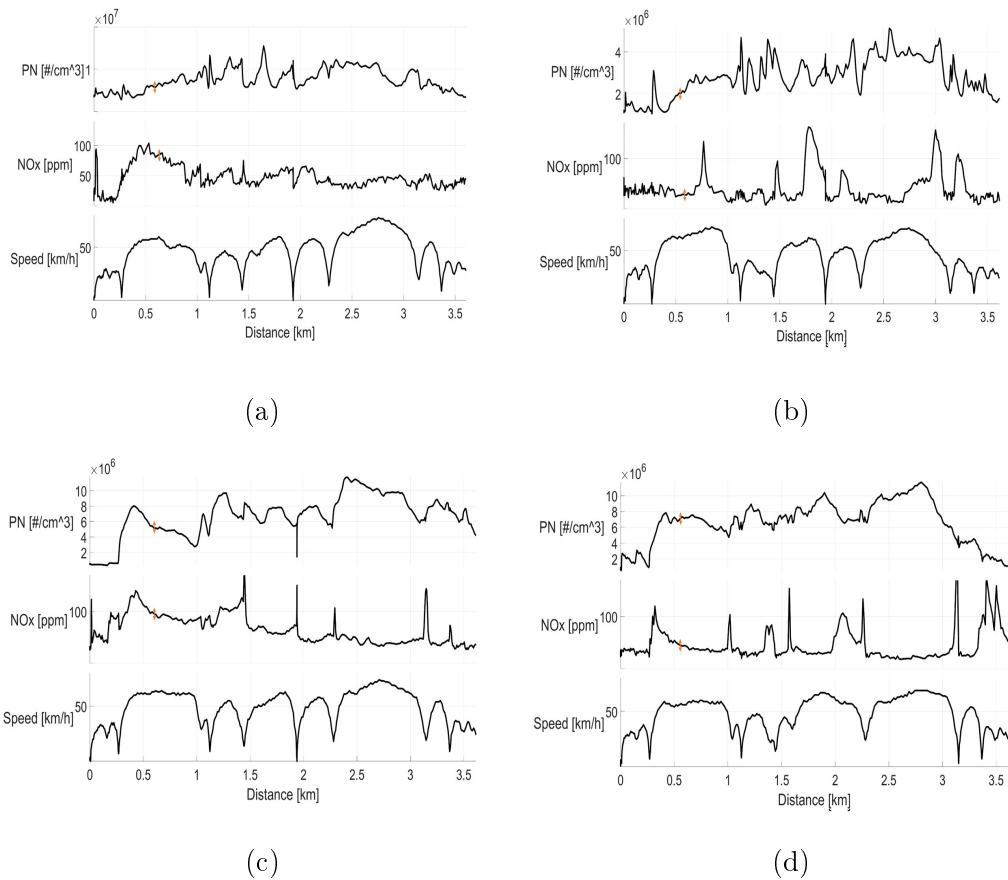 ×10^7
PN [#/cm^3] 1
NOx [ppm] 100
50
Speed [km/h] 50
0 0.5 1 1.5 2 2.5 3 3.5
Distance [km]
(a)
×10^6
4
PN [#/cm^3]
2
NOx [ppm] 100
Speed [km/h] 50
0 0.5 1 1.5 2 2.5 3 3.5
Distance [km]
(b)
×10^6
10
8
PN [#/cm^3] 6
4
2
NOx [ppm] 100
Speed [km/h] 50
0 0.5 1 1.5 2 2.5 3 3.5
Distance [km]
(c)
×10^6
10
8
PN [#/cm^3] 6
4
2
NOx [ppm] 100
Speed [km/h] 50
0 0.5 1 1.5 2 2.5 3 3.5
Distance [km]
(d)